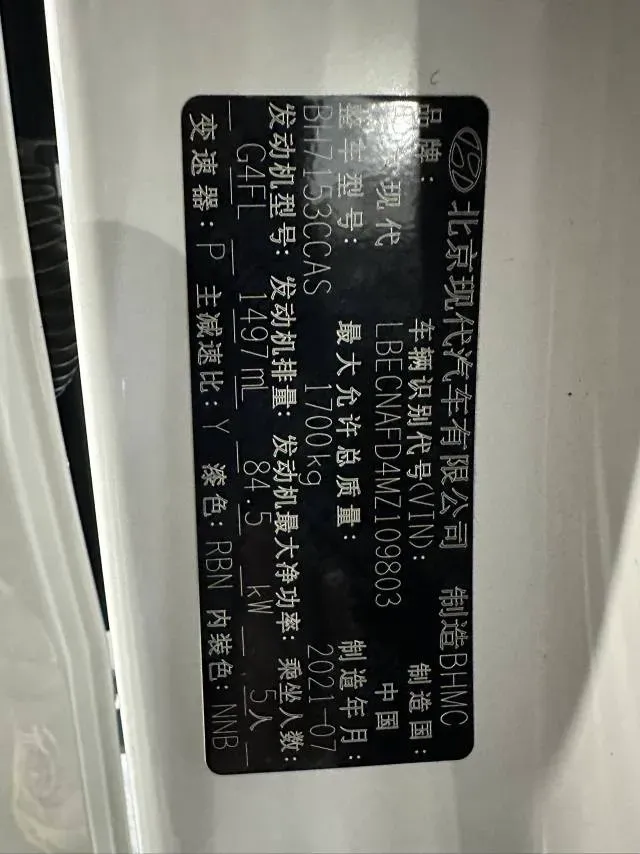 北京现代汽车有限公司 制造BHMC
品牌: 车辆识别代号(VIN): 制造国:
北京现代 LBECNAFD4MZ109803 中国
整车型号: 最大允许总质量: 制造年月:
BH7153CCAS 1700kg 2021-07
发动机型号: 发动机排量: 发动机最大净功率: 乘坐人数:
G4FL 1497mL 84.5 kW 5人
变速器: P 主减速比: Y 漆色: RBN 内装色: NNB